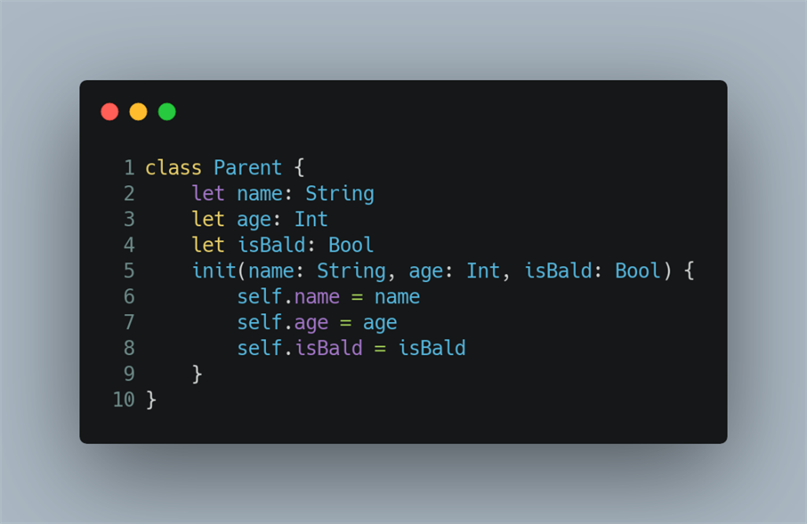 1 class Parent {
2     let name: String
3     let age: Int
4     let isBald: Bool
5     init(name: String, age: Int, isBald: Bool) {
6         self.name = name
7         self.age = age
8         self.isBald = isBald
9     }
10 }